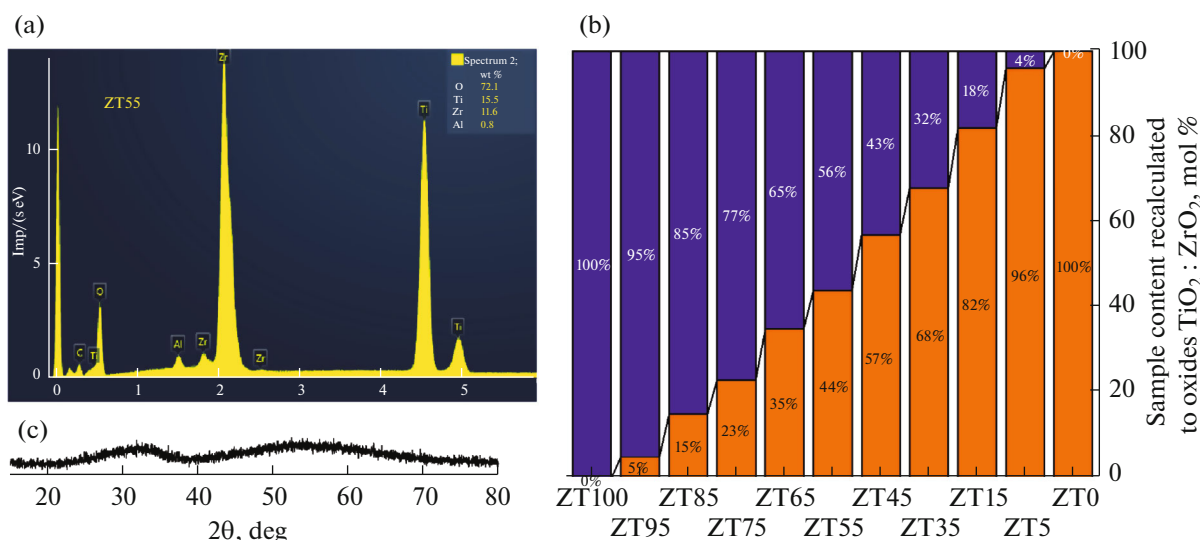 (a)
Spectrum 2;
wt %
O 72.1
Ti 15.5
Zr 11.6
Al 0.8
ZT55
Zr
Ti
O
C
Ti
Al
Zr
Zr
Ti
Imp/(s eV)
10
5
0
0 1 2 3 4 5
(c)
20 30 40 50 60 70 80
2θ, deg
(b)
100% 95% 85% 77% 65% 56% 43% 32% 18% 4% 0%
0% 5% 15% 23% 35% 44% 57% 68% 82% 96% 100%
100
80
60
40
20
0
Sample content recalculated
to oxides TiO₂ : ZrO₂, mol %
ZT100 ZT85 ZT65 ZT45 ZT15 ZT0
ZT95 ZT75 ZT55 ZT35 ZT5